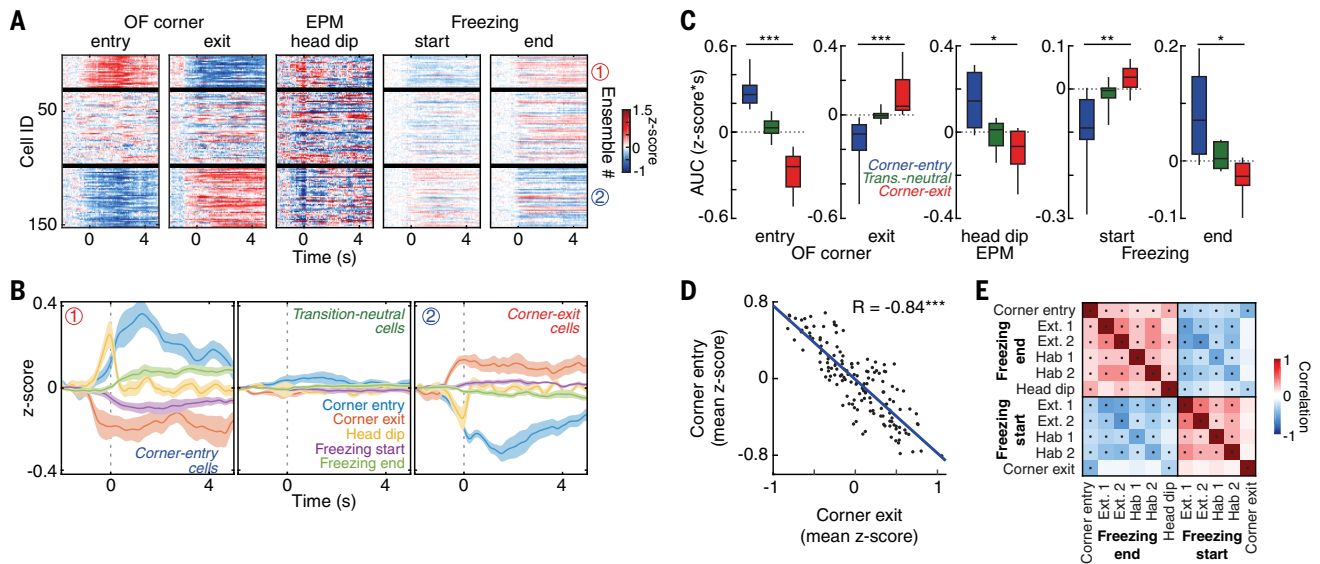 A
OF corner
EPM
Freezing
entry
exit
head dip
start
end
Cell ID
50
150
0 4
0 4
0 4
0 4
0 4
Time (s)
1
2
Ensemble #
1.5
0
-1
z-score
B
z-score
0.4
0
-0.4
1
Corner-entry
cells
Transition-neutral
cells
Corner entry
Corner exit
Head dip
Freezing start
Freezing end
2
Corner-exit
cells
0 4
0 4
0 4
Time (s)
C
AUC (z-score*s)
0.6
0
-0.6
***
entry
0.4
0
-0.6
***
exit
Corner-entry
Trans.-neutral
Corner-exit
OF corner
0.4
0
-0.4
*
head dip
EPM
0.1
0
-0.3
**
start
0.2
0
-0.1
*
end
Freezing
D
R = -0.84***
Corner entry
(mean z-score)
0.8
0
-0.8
-1 0 1
Corner exit
(mean z-score)
E
Corner entry
Freezing
end
Ext. 1
Ext. 2
Hab 1
Hab 2
Head dip
Freezing
start
Ext. 1
Ext. 2
Hab 1
Hab 2
Corner exit
Corner entry
Ext. 1
Ext. 2
Hab 1
Hab 2
Head dip
Ext. 1
Ext. 2
Hab 1
Hab 2
Corner exit
Freezing
end
Freezing
start
1
0
-1
Correlation